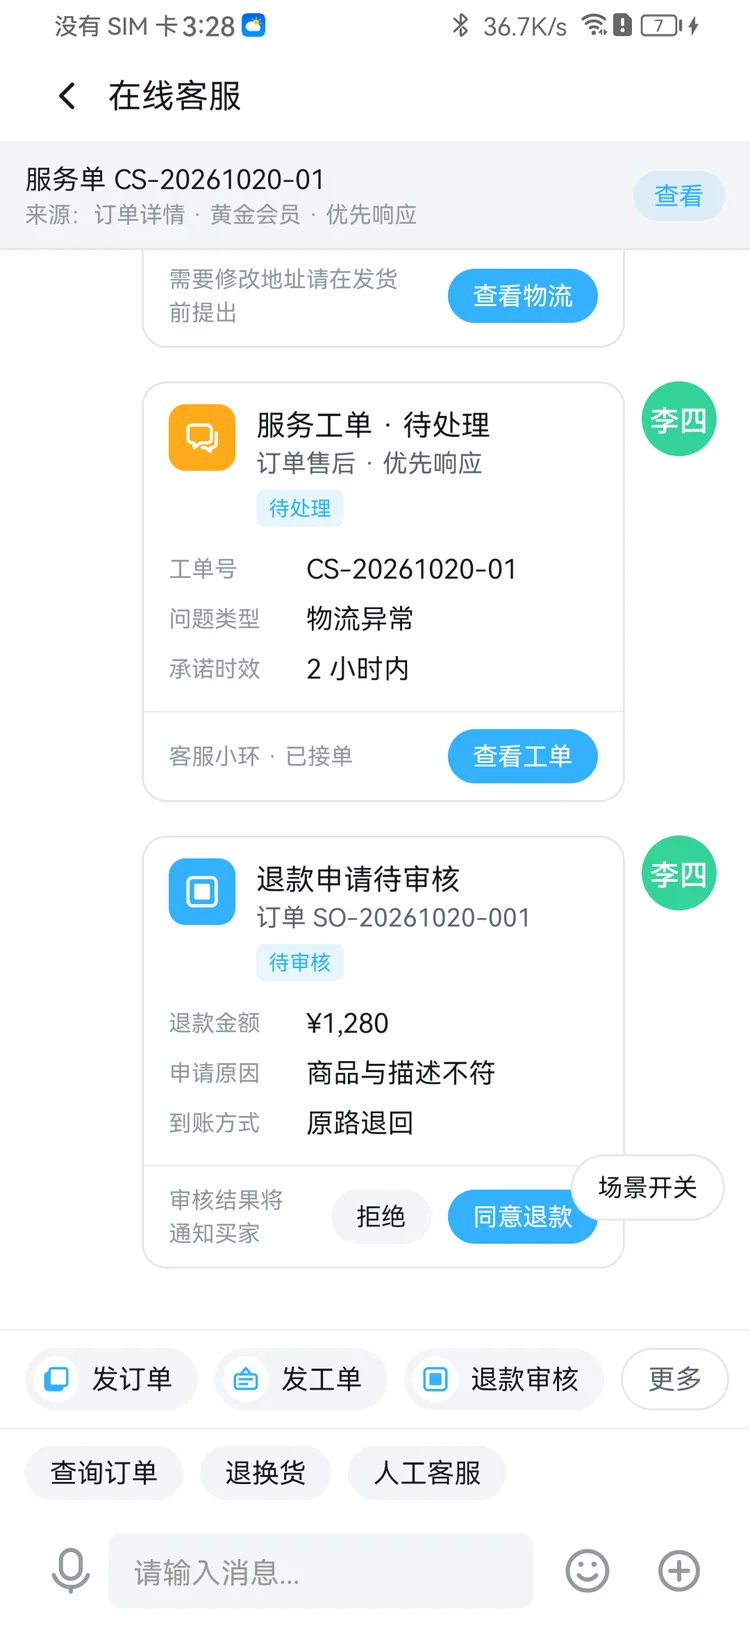 没有 SIM 卡 3:28
36.7K/s
7
在线客服
服务单 CS-20261020-01
来源：订单详情 · 黄金会员 · 优先响应
查看
需要修改地址请在发货
前提出
查看物流
李四
服务工单 · 待处理
订单售后 · 优先响应
待处理
工单号 CS-20261020-01
问题类型 物流异常
承诺时效 2 小时内
客服小环 · 已接单
查看工单
李四
退款申请待审核
订单 SO-20261020-001
待审核
退款金额 ¥1,280
申请原因 商品与描述不符
到账方式 原路退回
场景开关
审核结果将
通知买家
拒绝
同意退款
发订单 发工单 退款审核 更多
查询订单 退换货 人工客服
请输入消息...